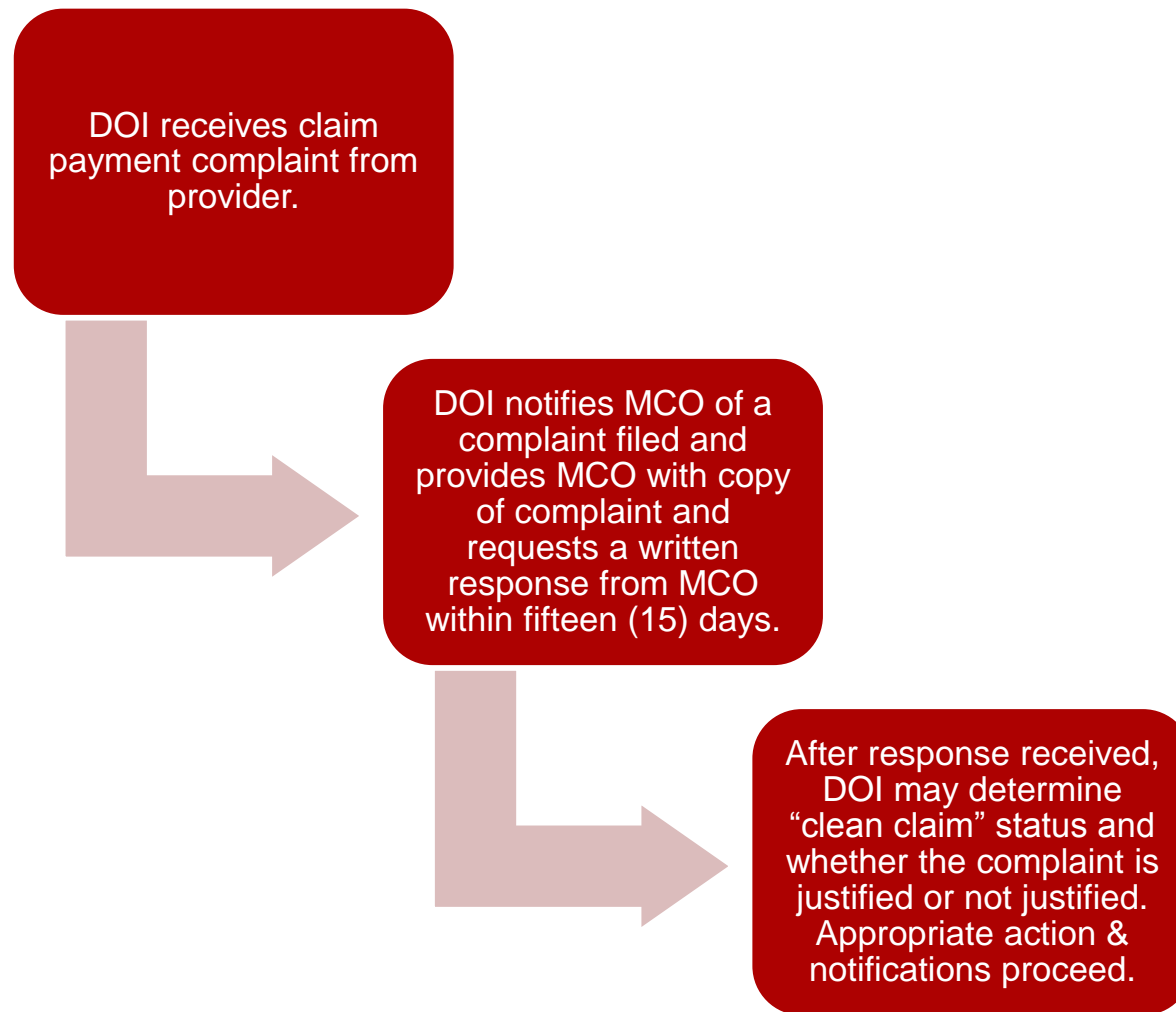 DOI receives claim
payment complaint from
provider.
DOI notifies MCO of a
complaint filed and
provides MCO with copy
of complaint and
requests a written
response from MCO
within fifteen (15) days.
After response received,
DOI may determine
“clean claim” status and
whether the complaint is
justified or not justified.
Appropriate action &
notifications proceed.